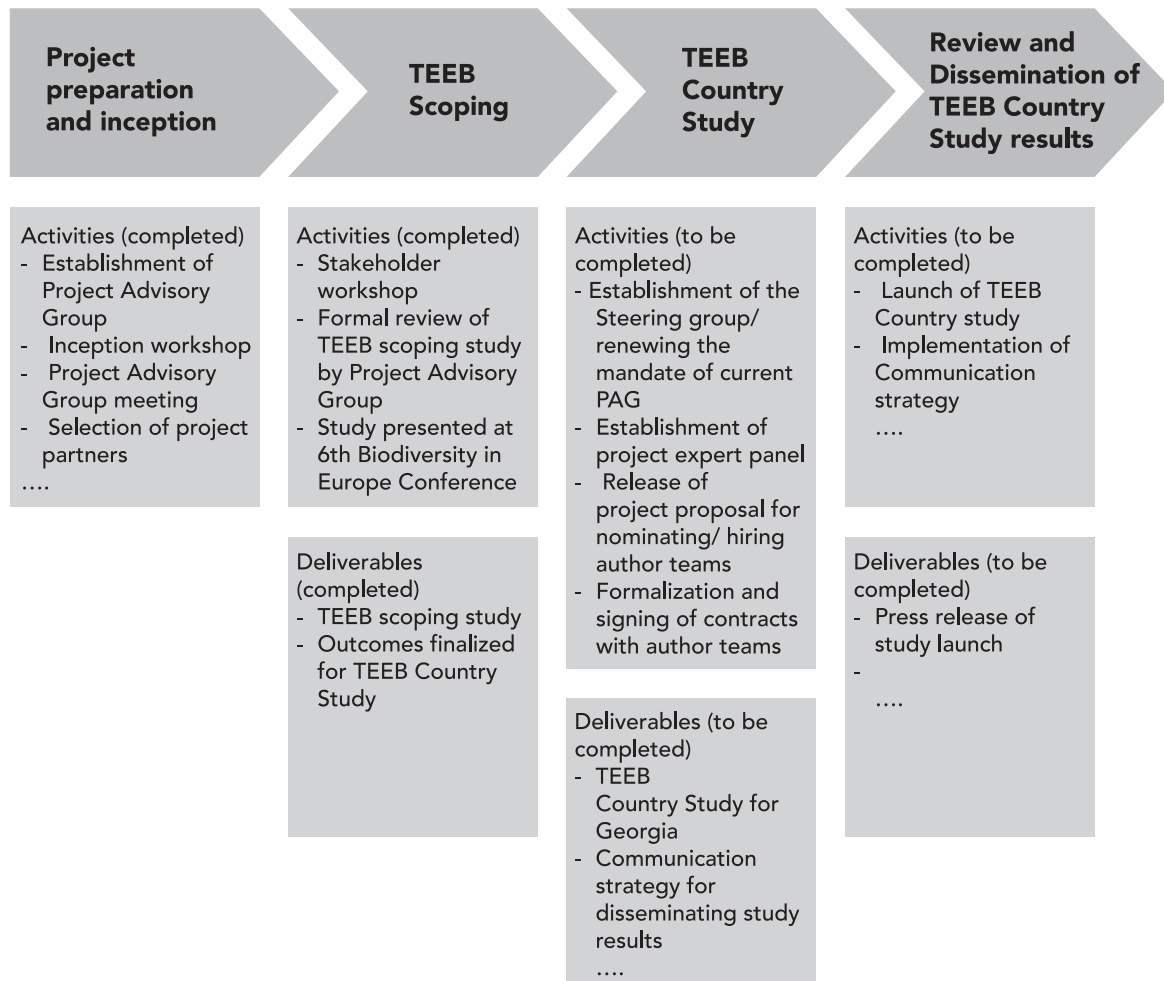 Project
preparation
and inception
TEEB
Scoping
TEEB
Country
Study
Review and
Dissemination of
TEEB Country
Study results
Activities (completed)
- Establishment of
Project Advisory
Group
- Inception workshop
- Project Advisory
Group meeting
- Selection of project
partners
....
Activities (completed)
- Stakeholder
workshop
- Formal review of
TEEB scoping study
by Project Advisory
Group
- Study presented at
6th Biodiversity in
Europe Conference
Deliverables
(completed)
- TEEB scoping study
- Outcomes finalized
for TEEB Country
Study
Activities (to be
completed)
- Establishment of the
Steering group/
renewing the
mandate of current
PAG
- Establishment of
project expert panel
- Release of
project proposal for
nominating/ hiring
author teams
- Formalization and
signing of contracts
with author teams
Deliverables (to be
completed)
- TEEB
Country Study for
Georgia
- Communication
strategy for
disseminating study
results
....
Activities (to be
completed)
- Launch of TEEB
Country study
- Implementation of
Communication
strategy
....
Deliverables (to be
completed)
- Press release of
study launch
-
....